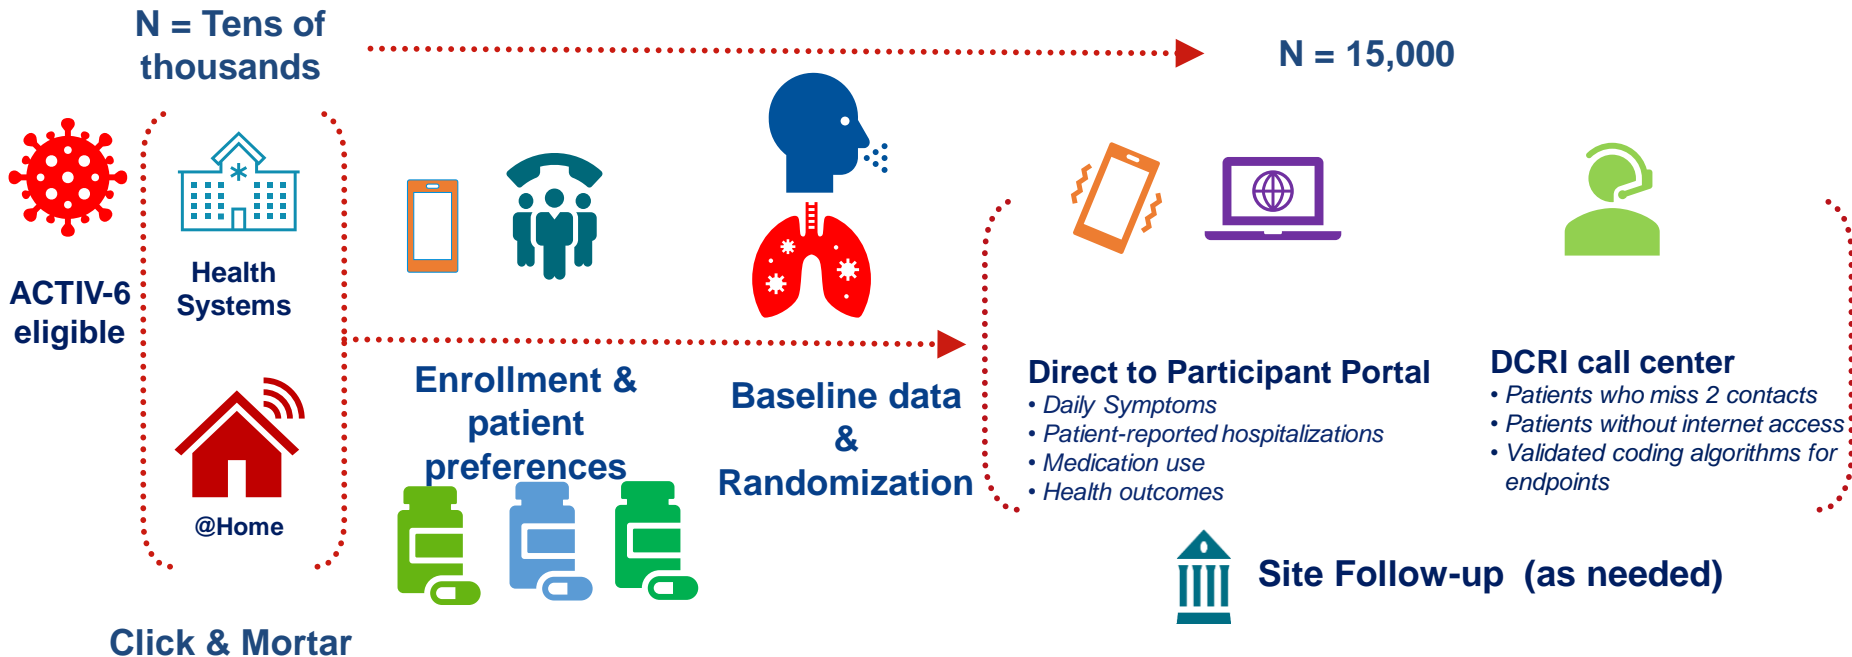 N = Tens of
thousands
N = 15,000
ACTIV-6
eligible
Health
Systems
@Home
Click & Mortar
Enrollment &
patient
preferences
Baseline data
&
Randomization
Direct to Participant Portal
• Daily Symptoms
• Patient-reported hospitalizations
• Medication use
• Health outcomes
DCRI call center
• Patients who miss 2 contacts
• Patients without internet access
• Validated coding algorithms for
endpoints
Site Follow-up (as needed)